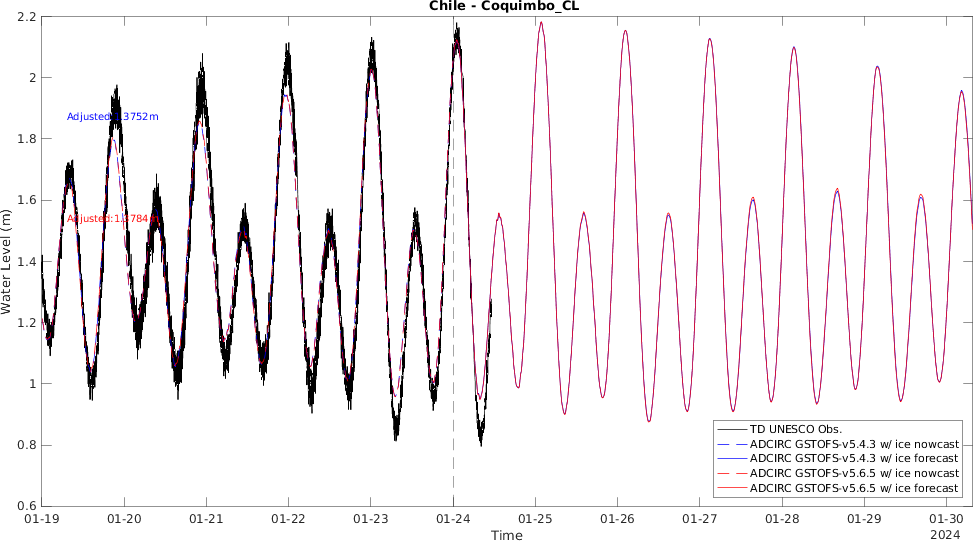 Chile - Coquimbo_CL
Water Level (m)
2.2
2
1.8
1.6
1.4
1.2
1
0.8
0.6
Adjusted: 3752m
Adjusted:1. 784m
TD UNESCO Obs.
ADCIRC GSTOFS-v5.4.3 w/ ice nowcast
ADCIRC GSTOFS-v5.4.3 w/ ice forecast
ADCIRC GSTOFS-v5.6.5 w/ ice nowcast
ADCIRC GSTOFS-v5.6.5 w/ ice forecast
01-19 01-20 01-21 01-22 01-23 01-24 01-25 01-26 01-27 01-28 01-29 01-30
Time
2024